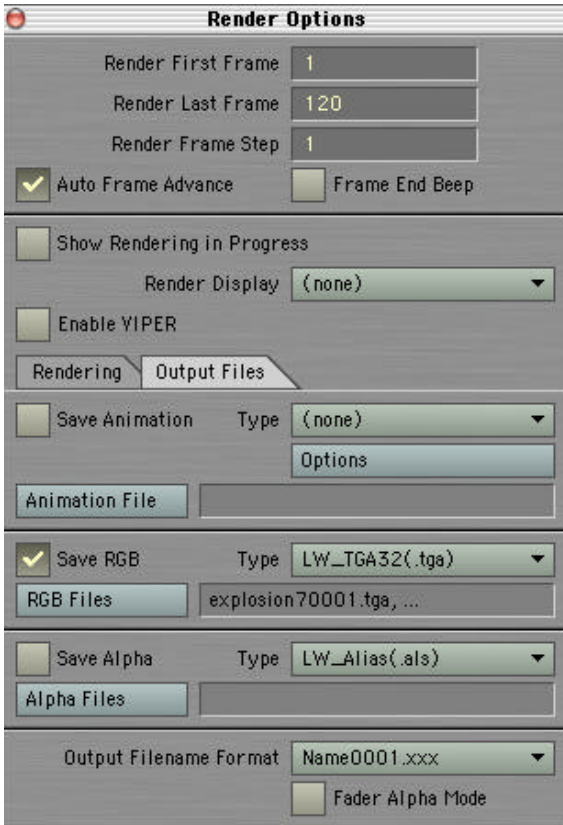 Render Options
Render First Frame 1
Render Last Frame 120
Render Frame Step 1
Auto Frame Advance Frame End Beep
Show Rendering in Progress
Render Display (none)
Enable VIPER
Rendering Output Files
Save Animation Type (none)
Options
Animation File
Save RGB Type LW_TGA32(.tga)
RGB Files explosion70001.tga, ...
Save Alpha Type LW_Alias(.als)
Alpha Files
Output Filename Format Name0001.xxx
Fader Alpha Mode